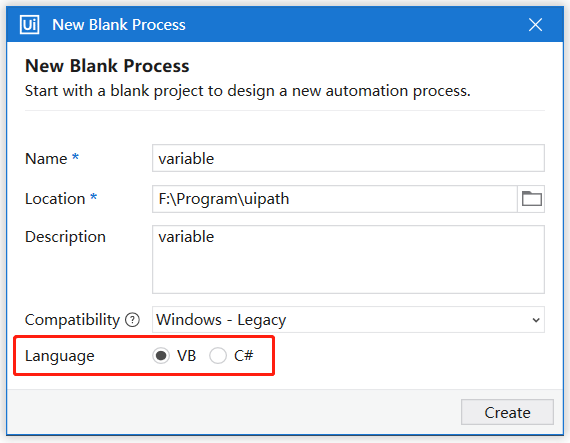 Ui New Blank Process
New Blank Process
Start with a blank project to design a new automation process.
Name * variable
Location * F:\Program\uipath
Description variable
Compatibility ? Windows - Legacy
Language VB C#
Create